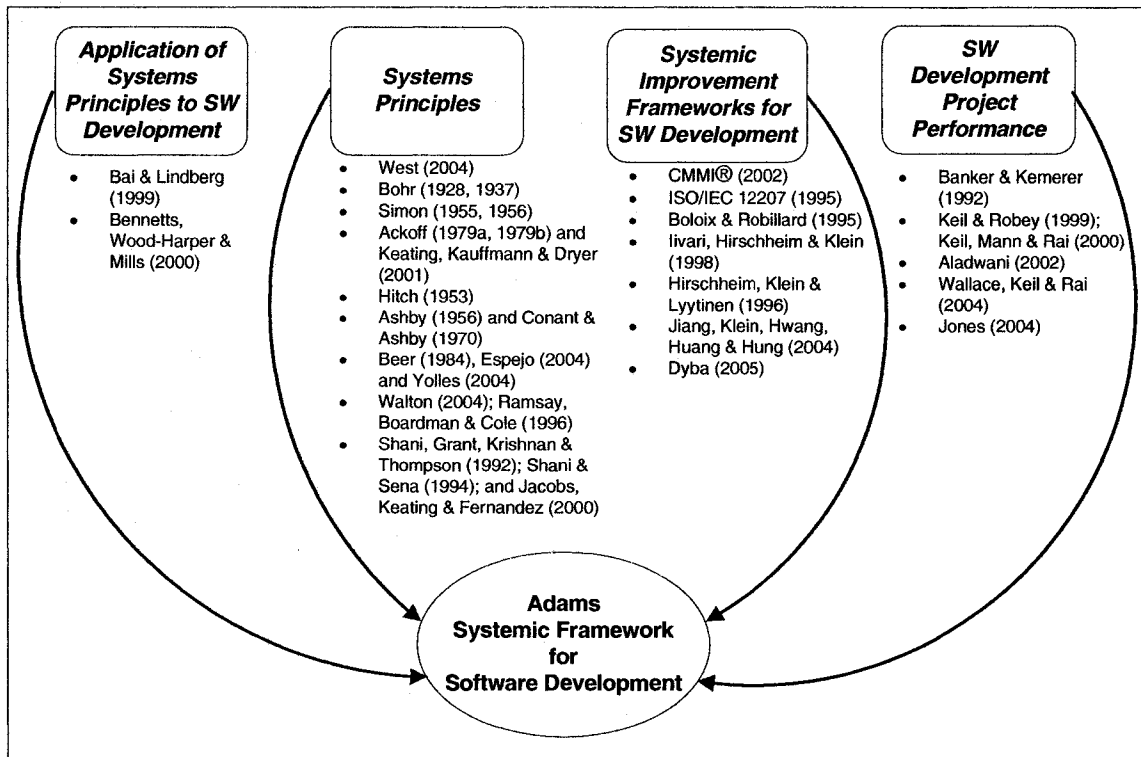 Application of
Systems
Principles to SW
Development
• Bai & Lindberg
(1999)
• Bennetts,
Wood-Harper &
Mills (2000)
Systems
Principles
• West (2004)
• Bohr (1928, 1937)
• Simon (1955, 1956)
• Ackoff (1979a, 1979b) and
Keating, Kauffmann & Dryer
(2001)
• Hitch (1953)
• Ashby (1956) and Conant &
Ashby (1970)
• Beer (1984), Espejo (2004)
and Yolles (2004)
• Walton (2004); Ramsay,
Boardman & Cole (1996)
• Shani, Grant, Krishnan &
Thompson (1992); Shani &
Sena (1994); and Jacobs,
Keating & Fernandez (2000)
Systemic
Improvement
Frameworks for
SW Development
• CMMI® (2002)
• ISO/IEC 12207 (1995)
• Boloix & Robillard (1995)
• Iivari, Hirschheim & Klein
(1998)
• Hirschheim, Klein &
Lyytinen (1996)
• Jiang, Klein, Hwang,
Huang & Hung (2004)
• Dyba (2005)
SW
Development
Project
Performance
• Banker & Kemerer
(1992)
• Keil & Robey (1999);
Keil, Mann & Rai (2000)
• Aladwani (2002)
• Wallace, Keil & Rai
(2004)
• Jones (2004)
Adams
Systemic Framework
for
Software Development